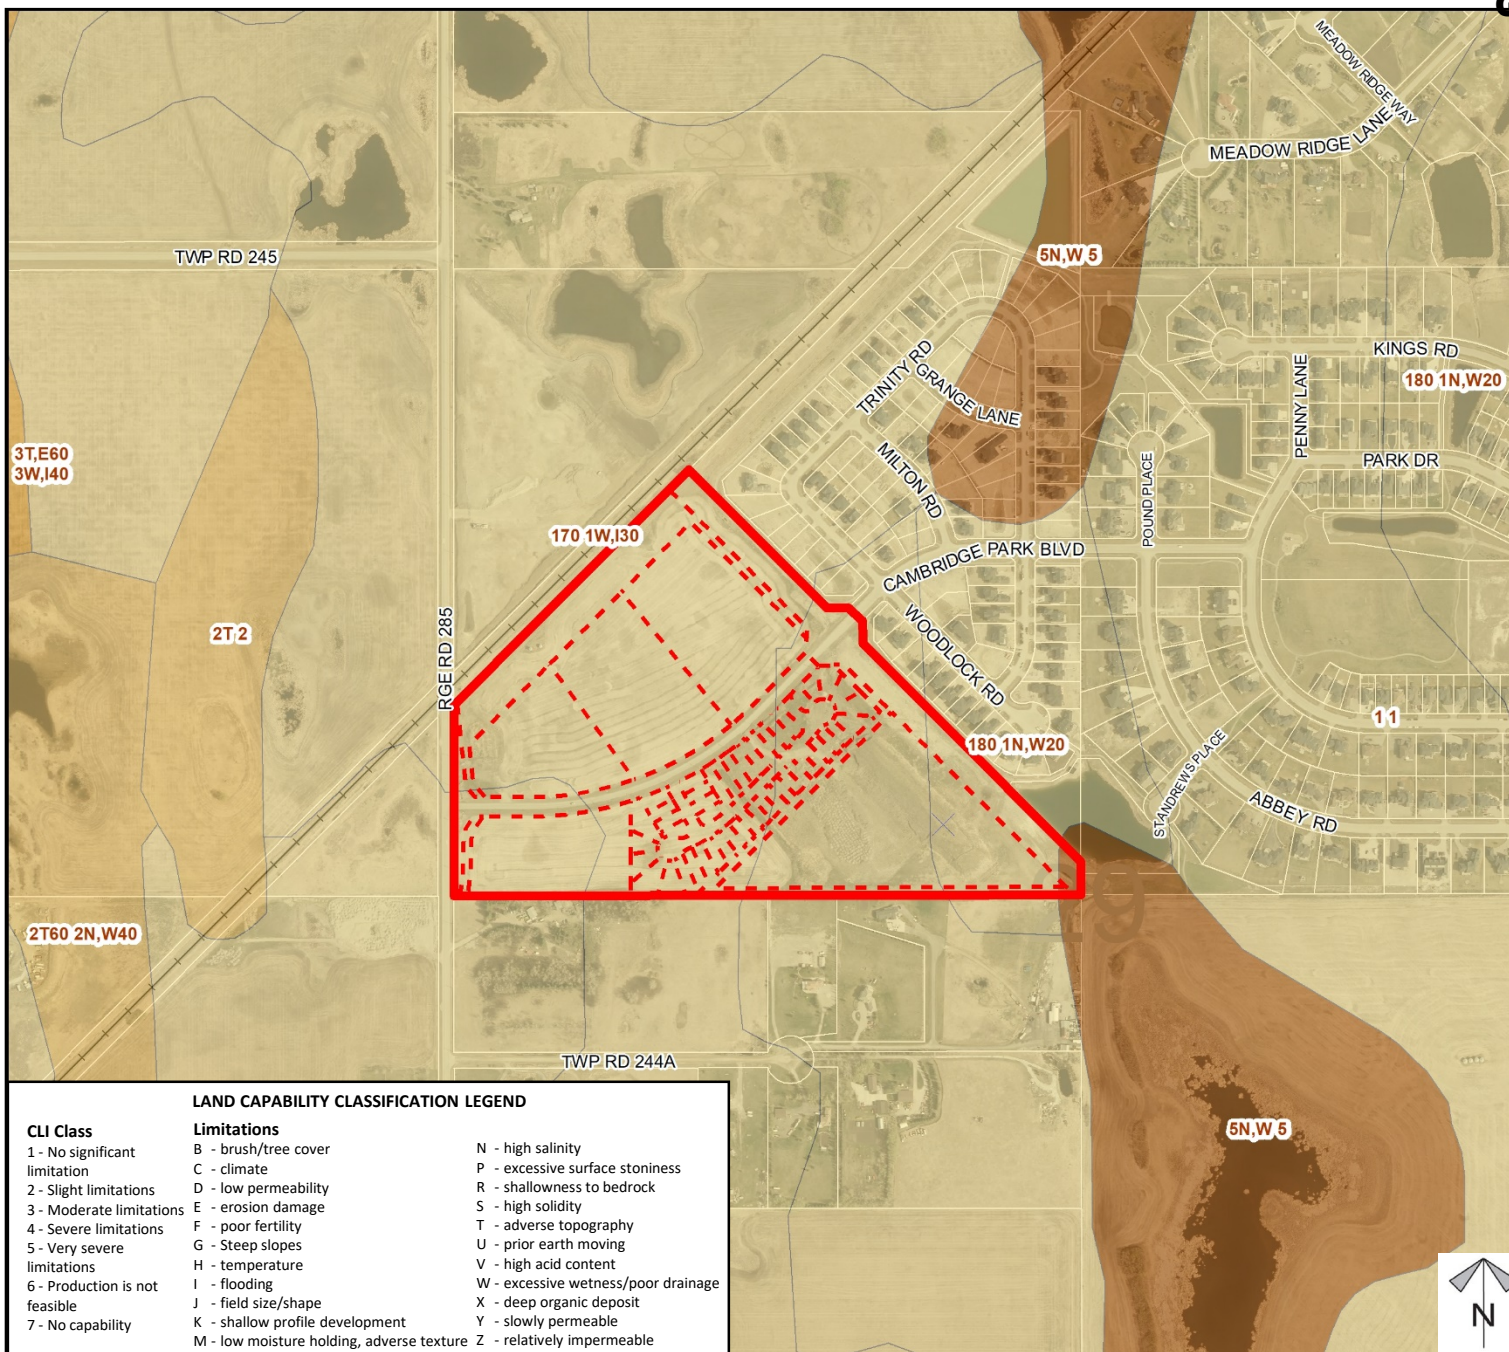 MEADOW RIDGE WAY
MEADOW RIDGE LANE
TWP RD 245
5N,W 5
TRINITY RD
GRANGE LANE
KINGS RD
180 1N,W20
PENNY LANE
MILTON RD
PARK DR
3T,E60
3W,I40
POUND PLACE
170 1W,I30
CAMBRIDGE PARK BLVD
2T 2
RGE RD 285
WOODLOCK RD
1 1
180 1N,W20
STANDREWS PLACE
ABBEY RD
2T60 2N,W40
TWP RD 244A
5N,W 5
LAND CAPABILITY CLASSIFICATION LEGEND
CLI Class
1 - No significant
limitation
2 - Slight limitations
3 - Moderate limitations
4 - Severe limitations
5 - Very severe
limitations
6 - Production is not
feasible
7 - No capability
Limitations
B - brush/tree cover
C - climate
D - low permeability
E - erosion damage
F - poor fertility
G - Steep slopes
H - temperature
I - flooding
J - field size/shape
K - shallow profile development
M - low moisture holding, adverse texture
N - high salinity
P - excessive surface stoniness
R - shallowness to bedrock
S - high solidity
T - adverse topography
U - prior earth moving
V - high acid content
W - excessive wetness/poor drainage
X - deep organic deposit
Y - slowly permeable
Z - relatively impermeable
N